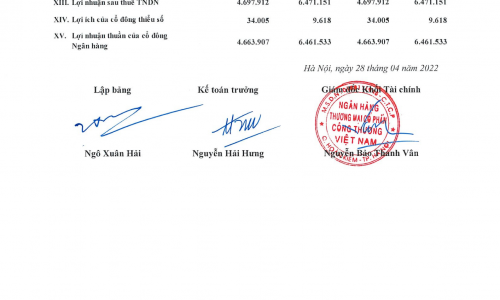 XIII. Lợi nhuận sau thuế TNDN 4.697.912 6.471.151 4.697.912 6.471.151
XIV. Lợi ích của cổ đông thiểu số 34.005 9.618 34.005 9.618
XV. Lợi nhuận thuần của cổ đông
Ngân hàng 4.663.907 6.461.533 4.663.907 6.461.533
Hà Nội, ngày 28 tháng 04 năm 2022
Lập bảng Kế toán trưởng Giám đốc Khối Tài chính
NGÂN HÀNG
THƯƠNG MẠI CỔ PHẦN
CÔNG THƯƠNG
VIỆT NAM
Ngô Xuân Hải Nguyễn Hải Hưng Nguyễn Bảo Thanh Vân